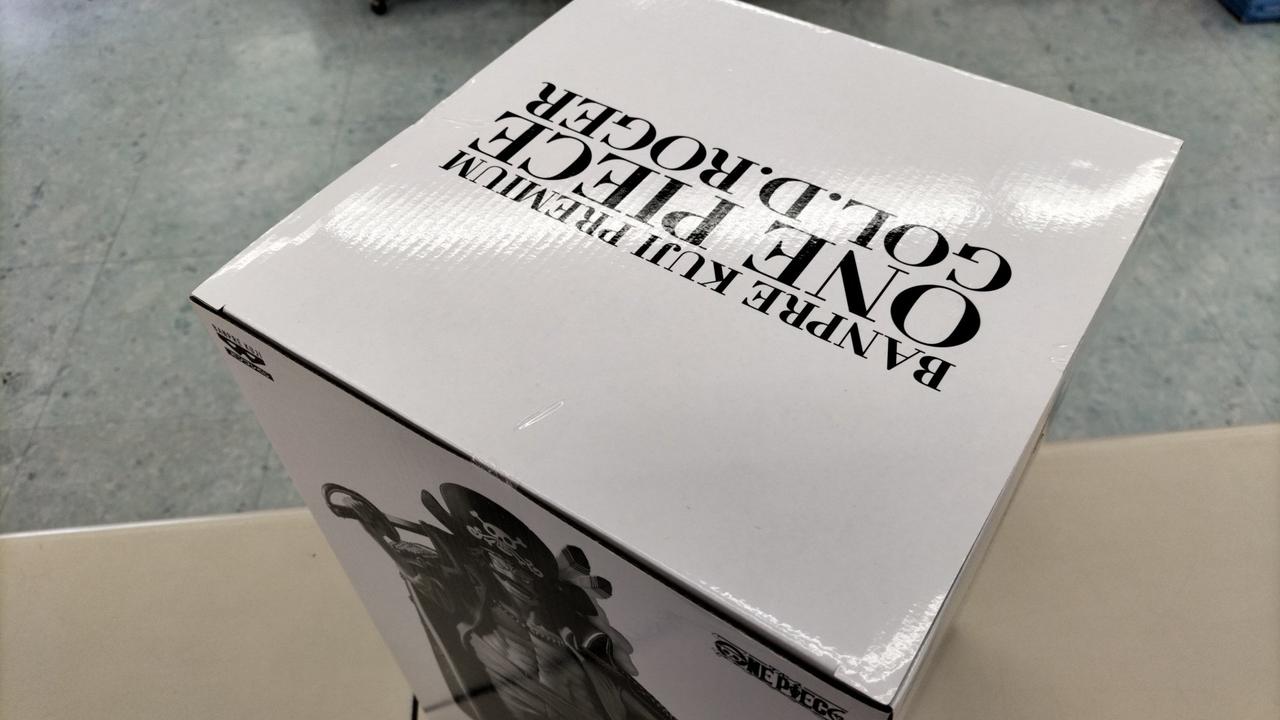 BANPRE KUJI PREMIUM
ONE PIECE
GOL.D.ROGER
ONE PIECE